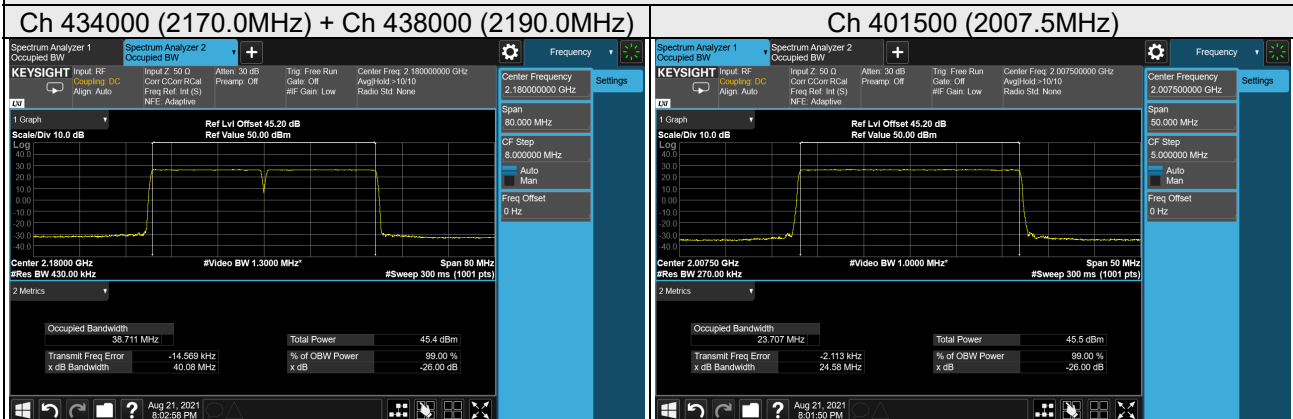 Ch 434000 (2170.0MHz) + Ch 438000 (2190.0MHz)
Spectrum Analyzer 1
Occupied BW
Spectrum Analyzer 2
Occupied BW
+
Frequency
KEYSIGHT
LXI
Input: RF
Coupling: DC
Align: Auto
Input Z: 50 Ω
Corr CCorr RCal
Freq Ref: Int (S)
NFE: Adaptive
Atten: 30 dB
Preamp: Off
Trig: Free Run
Gate: Off
#IF Gain: Low
Center Freq: 2.180000000 GHz
Avg|Hold:>10/10
Radio Std: None
Center Frequency
2.180000000 GHz
Settings
Span
80.000 MHz
CF Step
8.000000 MHz
Auto
Man
Freq Offset
0 Hz
1 Graph
Scale/Div 10.0 dB
Ref Lvl Offset 45.20 dB
Ref Value 50.00 dBm
Log
40.0
30.0
20.0
10.0
0.00
-10.0
-20.0
-30.0
-40.0
Center 2.18000 GHz
#Res BW 430.00 kHz
#Video BW 1.3000 MHz*
Span 80 MHz
#Sweep 300 ms (1001 pts)
2 Metrics
Occupied Bandwidth
38.711 MHz
Total Power 45.4 dBm
Transmit Freq Error -14.569 kHz
% of OBW Power 99.00 %
x dB Bandwidth 40.08 MHz
x dB -26.00 dB
?
Aug 21, 2021
8:02:58 PM
Ch 401500 (2007.5MHz)
Spectrum Analyzer 1
Occupied BW
Spectrum Analyzer 2
Occupied BW
+
Frequency
KEYSIGHT
LXI
Input: RF
Coupling: DC
Align: Auto
Input Z: 50 Ω
Corr CCorr RCal
Freq Ref: Int (S)
NFE: Adaptive
Atten: 30 dB
Preamp: Off
Trig: Free Run
Gate: Off
#IF Gain: Low
Center Freq: 2.007500000 GHz
Avg|Hold:>10/10
Radio Std: None
Center Frequency
2.007500000 GHz
Settings
Span
50.000 MHz
CF Step
5.000000 MHz
Auto
Man
Freq Offset
0 Hz
1 Graph
Scale/Div 10.0 dB
Ref Lvl Offset 45.20 dB
Ref Value 50.00 dBm
Log
40.0
30.0
20.0
10.0
0.00
-10.0
-20.0
-30.0
-40.0
Center 2.00750 GHz
#Res BW 270.00 kHz
#Video BW 1.0000 MHz*
Span 50 MHz
#Sweep 300 ms (1001 pts)
2 Metrics
Occupied Bandwidth
23.707 MHz
Total Power 45.5 dBm
Transmit Freq Error -2.113 kHz
% of OBW Power 99.00 %
x dB Bandwidth 24.58 MHz
x dB -26.00 dB
?
Aug 21, 2021
8:01:50 PM